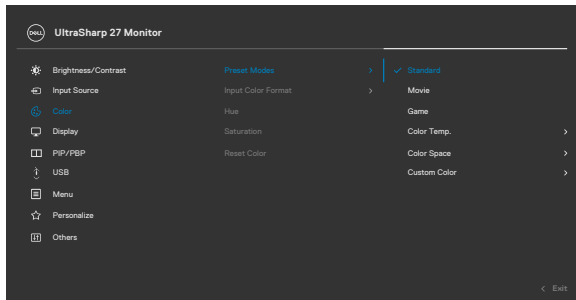 DELL UltraSharp 27 Monitor
Brightness/Contrast
Input Source
Color
Display
PIP/PBP
USB
Menu
Personalize
Others
Preset Modes
Input Color Format
Hue
Saturation
Reset Color
Standard
Movie
Game
Color Temp.
Color Space
Custom Color
Exit